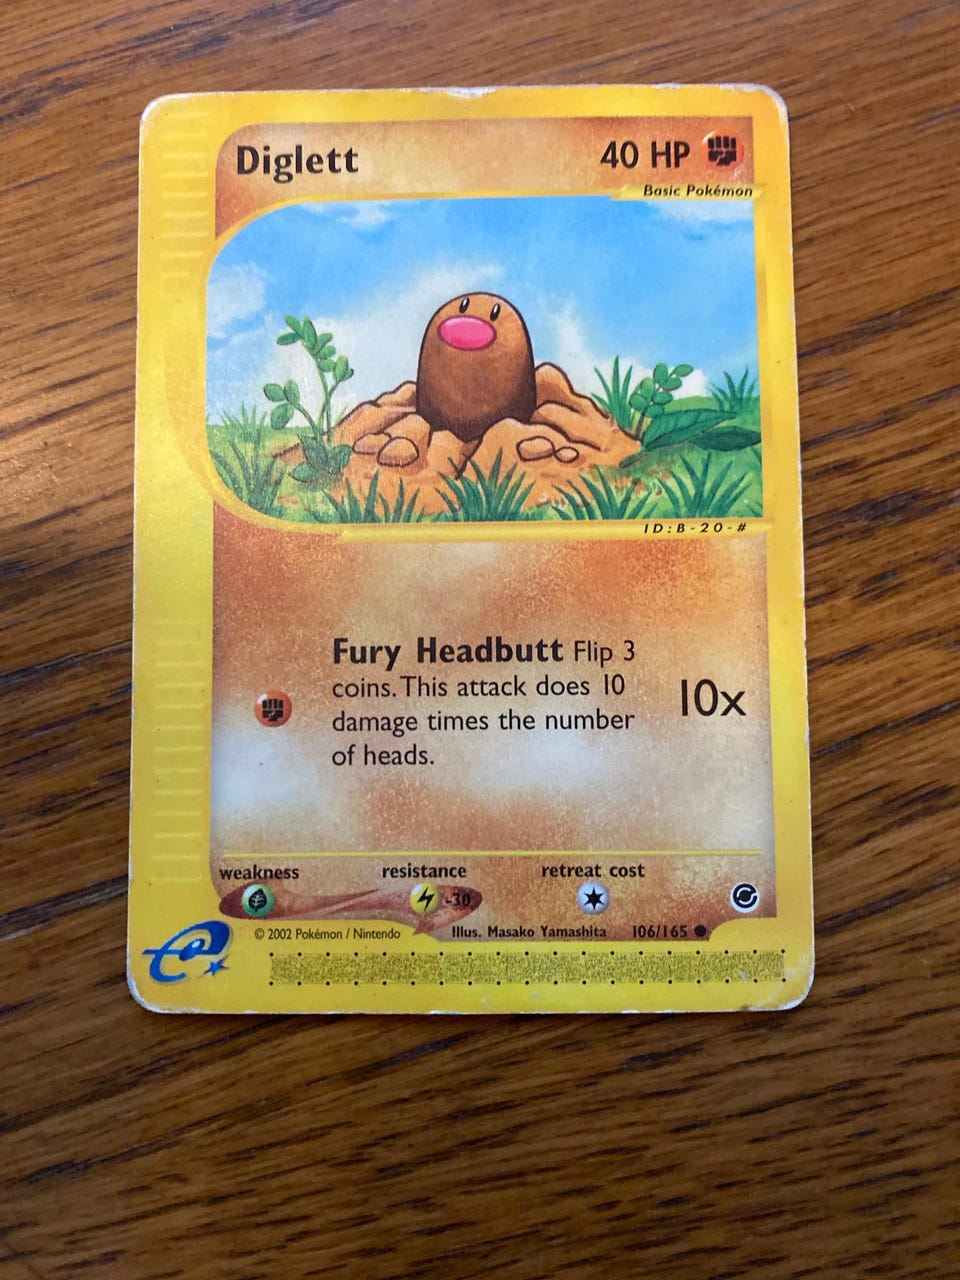 Diglett 40 HP
Basic Pokémon
ID:B-20-#
Fury Headbutt Flip 3
coins. This attack does 10
damage times the number
of heads.
10x
weakness resistance retreat cost
-30
© 2002 Pokémon / Nintendo Illus. Masako Yamashita 106/165
e